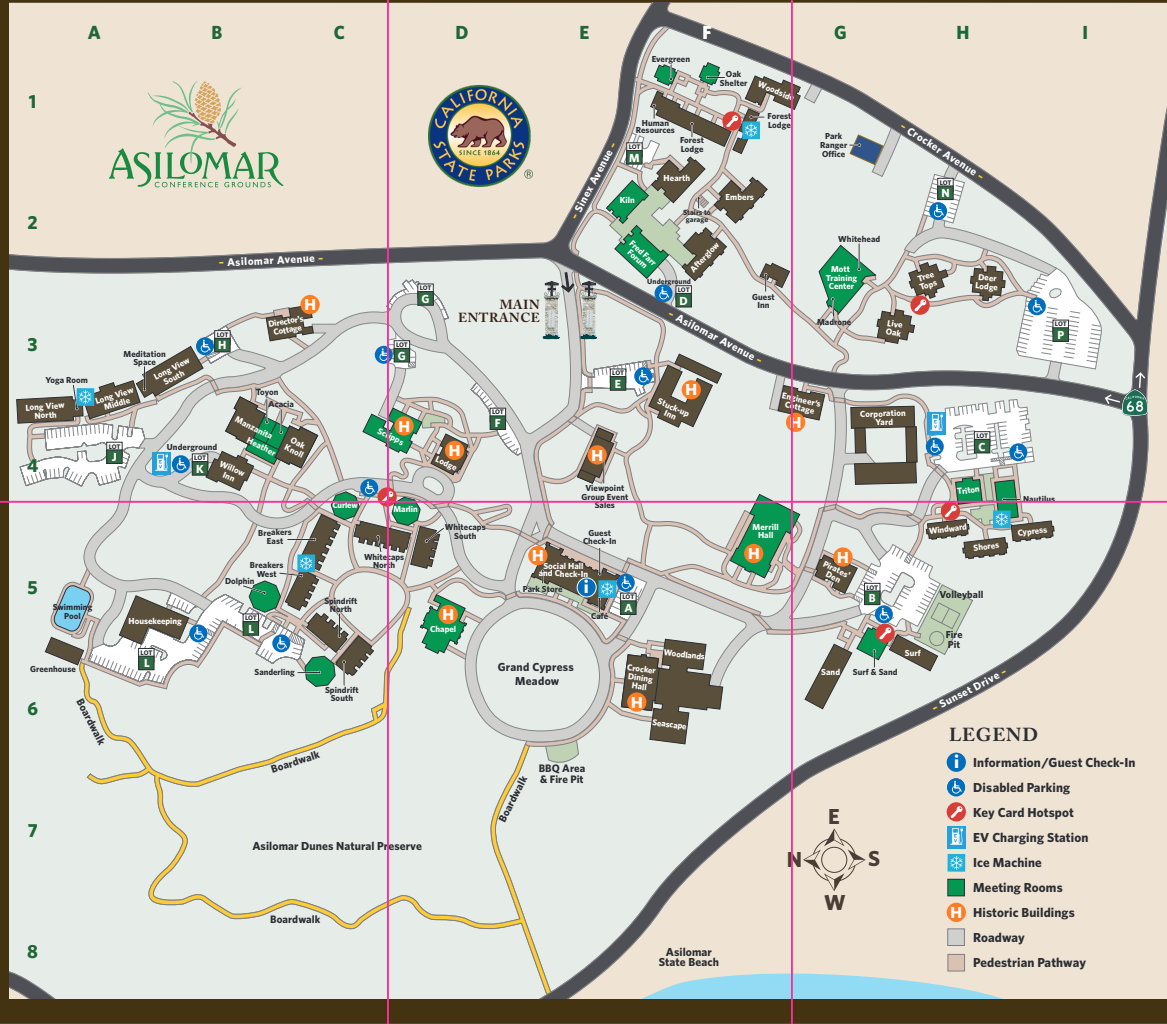 A B C D E F G H I
1
2
3
4
5
6
7
8
ASILOMAR
CONFERENCE GROUNDS
CALIFORNIA
SINCE 1864
STATE PARKS
®
Evergreen
Oak
Shelter
Woodside
Human
Resources
Forest
Lodge
Forest
Lodge
LOT
M
Sinex Avenue
Hearth
Kiln
Embers
Stairs to
garage
Fred Farr
Forum
Afterglow
Underground
LOT
D
Guest
Inn
Park
Ranger
Office
Crocker Avenue
LOT
N
Whitehead
Mott
Training
Center
Madrone
Tree
Tops
Deer
Lodge
Live
Oak
LOT
P
Asilomar Avenue
MAIN
ENTRANCE
Asilomar Avenue
LOT
G
H
Director's
Cottage
LOT
H
Meditation
Space
Long View
South
Yoga Room
Long View
Middle
Long View
North
LOT
G
LOT
E
H
Stuck-up
Inn
Engineer's
Cottage
H
68
Toyon
Acacia
Manzanita
Heather
Oak
Knoll
Underground
LOT
K
Willow
Inn
LOT
J
H
Scripps
H
Lodge
LOT
F
H
Viewpoint
Group Event
Sales
Corporation
Yard
LOT
C
Triton
Nautilus
Windward
Shores
Cypress
Curlew
Marlin
Breakers
East
Whitecaps
North
Whitecaps
South
Breakers
West
Dolphin
Spindrift
North
Guest
Check-In
H
Social Hall
and Check-In
Park Store
i
Cafe
LOT
A
Merrill
Hall
H
H
Pirates'
Den
LOT
B
Volleyball
Fire
Pit
Surf
Surf & Sand
Sand
Swimming
Pool
Housekeeping
Greenhouse
LOT
L
LOT
L
Sanderling
Spindrift
South
H
Chapel
Grand Cypress
Meadow
Woodlands
Crocker
Dining
Hall
H
Seascape
Sunset Drive
Boardwalk
Boardwalk
BBQ Area
& Fire Pit
Boardwalk
Asilomar Dunes Natural Preserve
Boardwalk
Asilomar
State Beach
E
N
S
W
LEGEND
i Information/Guest Check-In
Disabled Parking
Key Card Hotspot
EV Charging Station
Ice Machine
Meeting Rooms
H Historic Buildings
Roadway
Pedestrian Pathway